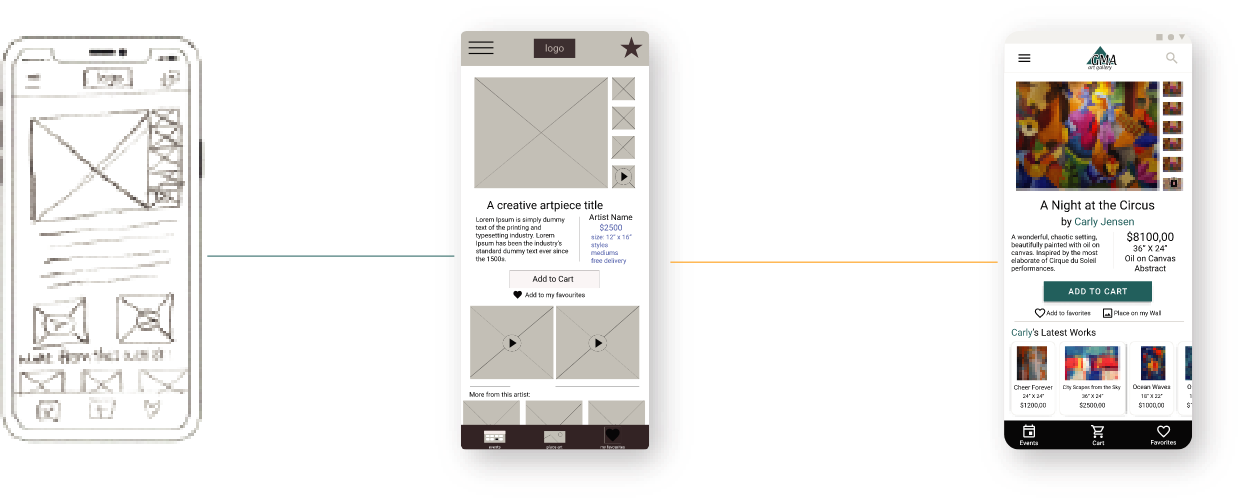 logo
logo
A creative artpiece title
Lorem Ipsum is simply dummy
text of the printing and
typesetting industry. Lorem
Ipsum has been the industry's
standard dummy text ever since
the 1500s.
Artist Name
$2500
size: 12" x 16"
styles
mediums
free delivery
Add to Cart
Add to my favourites
More from this artist:
events
place art
my favourites
GMA
art gallery
A Night at the Circus
by Carly Jensen
A wonderful, chaotic setting,
beautifully painted with oil on
canvas. Inspired by the most
elaborate of Cirque du Soleil
performances.
$8100,00
36" X 24"
Oil on Canvas
Abstract
ADD TO CART
Add to favorites
Place on my Wall
Carly's Latest Works
Cheer Forever
24" X 24"
$1200,00
City Scapes from the Sky
36" X 24"
$2500,00
Ocean Waves
18" X 22"
$1000,00
Events
Cart
Favorites